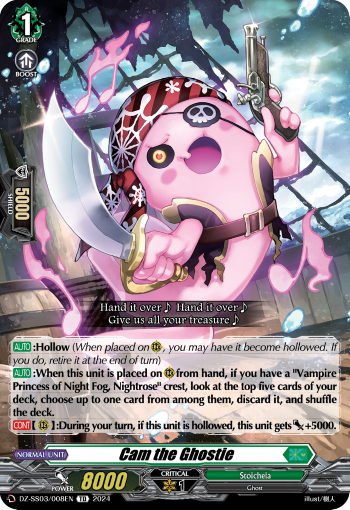 1
GRADE
BOOST
5000
SHIELD
Hand it over♪ Hand it over♪
Give us all your treasure♪
AUTO:Hollow (When placed on Ⓡ, you may have it become hollowed. If
you do, retire it at the end of turn)
AUTO:When this unit is placed on Ⓡ from hand, if you have a "Vampire
Princess of Night Fog, Nightrose" crest, look at the top five cards of your
deck, choose up to one card from among them, discard it, and shuffle
the deck.
CONT Ⓡ 1:During your turn, if this unit is hollowed, this unit gets +5000.
NORMAL UNIT
Cam the Ghostie
POWER 8000
CRITICAL
1
Stoicheia
Ghost
D-DZ-SS03/008EN TD 2024
illust/樹人